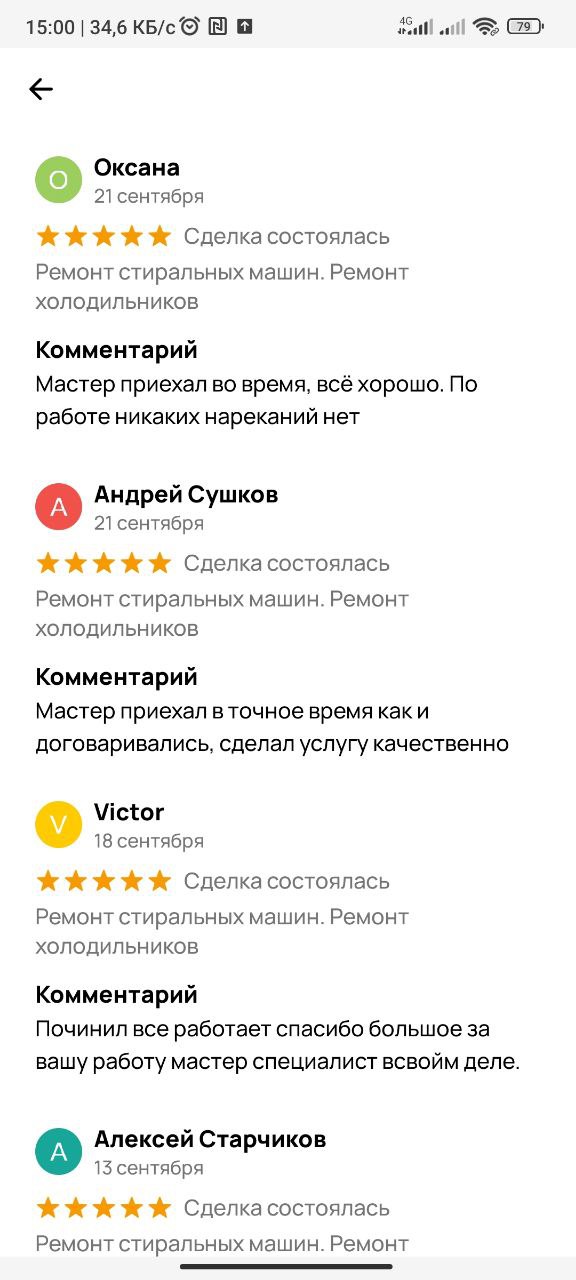 15:00 | 34,6 КБ/с
4G
79
Оксана
О
21 сентября
Сделка состоялась
Ремонт стиральных машин. Ремонт
холодильников
Комментарий
Мастер приехал во время, всё хорошо. По
работе никаких нареканий нет
Андрей Сушков
А
21 сентября
Сделка состоялась
Ремонт стиральных машин. Ремонт
холодильников
Комментарий
Мастер приехал в точное время как и
договаривались, сделал услугу качественно
Victor
V
18 сентября
Сделка состоялась
Ремонт стиральных машин. Ремонт
холодильников
Комментарий
Починил все работает спасибо большое за
вашу работу мастер специалист всвойм деле.
Алексей Старчиков
А
13 сентября
Сделка состоялась
Ремонт стиральных машин. Ремонт